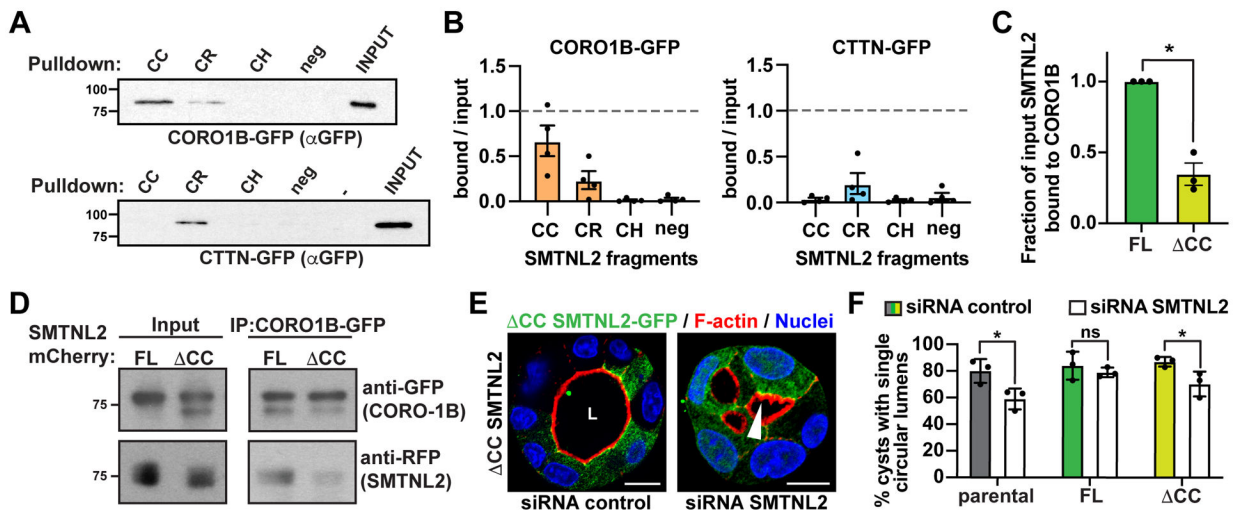 A
Pulldown: CC CR CH neg INPUT
100
75
CORO1B-GFP (αGFP)
Pulldown: CC CR CH neg - INPUT
100
75
CTTN-GFP (αGFP)
B
CORO1B-GFP
bound / input
1.5
1.0
0.5
0.0
CC CR CH neg
SMTNL2 fragments
CTTN-GFP
bound / input
1.5
1.0
0.5
0.0
CC CR CH neg
SMTNL2 fragments
C
Fraction of input SMTNL2
bound to CORO1B
*
1.0
0.5
0.0
FL ΔCC
D
SMTNL2
mCherry:
Input
FL ΔCC
IP:CORO1B-GFP
FL ΔCC
75
anti-GFP
(CORO-1B)
75
anti-RFP
(SMTNL2)
E
ΔCC SMTNL2-GFP / F-actin / Nuclei
ΔCC SMTNL2
L
siRNA control
siRNA SMTNL2
F
siRNA control
siRNA SMTNL2
% cysts with single
circular lumens
100
80
60
40
20
0
*
ns
*
parental FL ΔCC